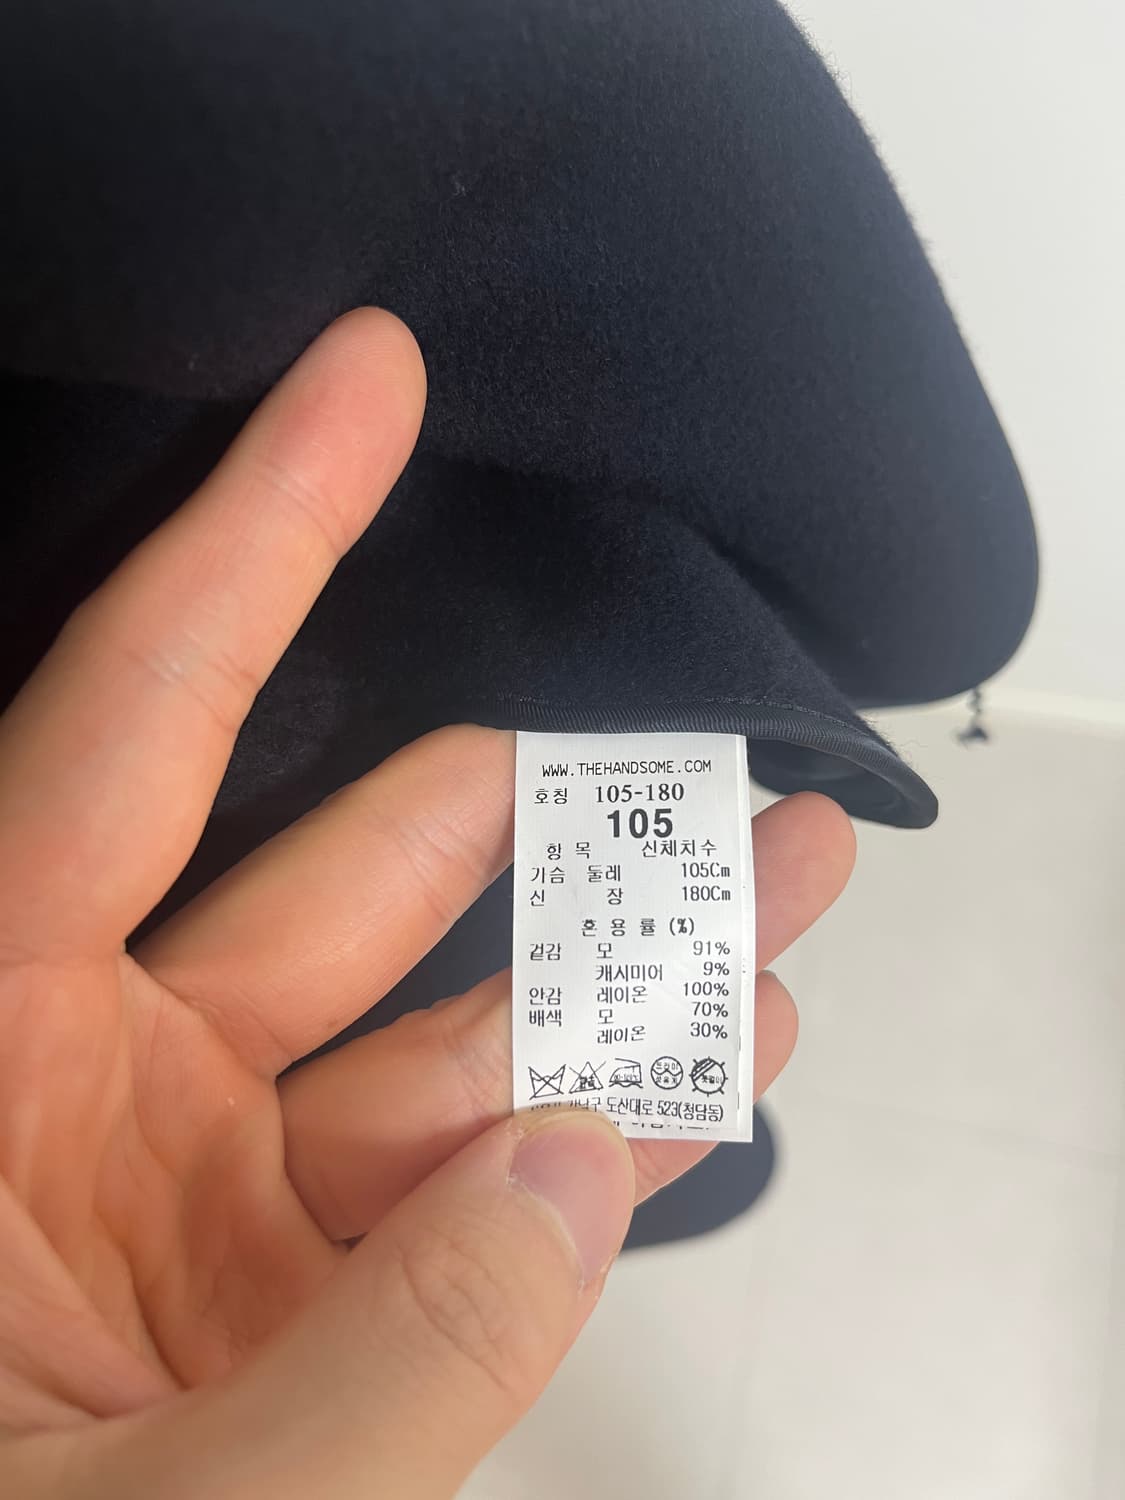 WWW.THEHANDSOME.COM
호칭 105-180
105
항 목 신체치수
가슴 둘레 105Cm
신 장 180Cm
혼 용 률 (%)
겉감 모 91%
캐시미어 9%
안감 레이온 100%
배색 모 70%
레이온 30%
도산대로 523(청담동)